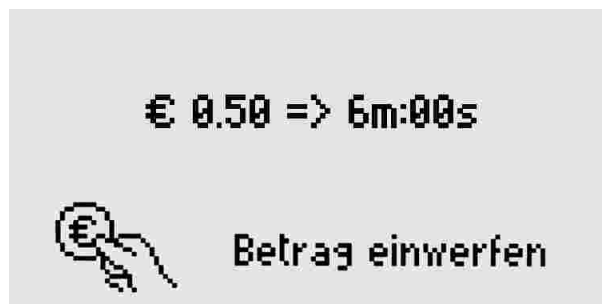 € 0.50 => 6m:00s
€
Betrag einwerfen